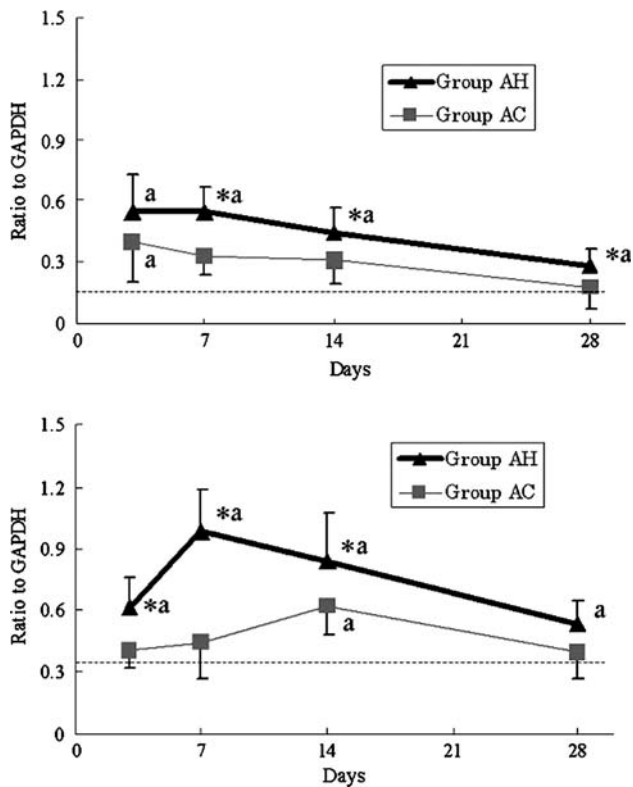 1.5
1.2
0.9
0.6
0.3
0
Ratio to GAPDH
Group AH
Group AC
a
*a
*a
*a
a
0
7
14
21
28
Days
1.5
1.2
0.9
0.6
0.3
0
Ratio to GAPDH
Group AH
Group AC
*a
*a
*a
a
a
0
7
14
21
28
Days